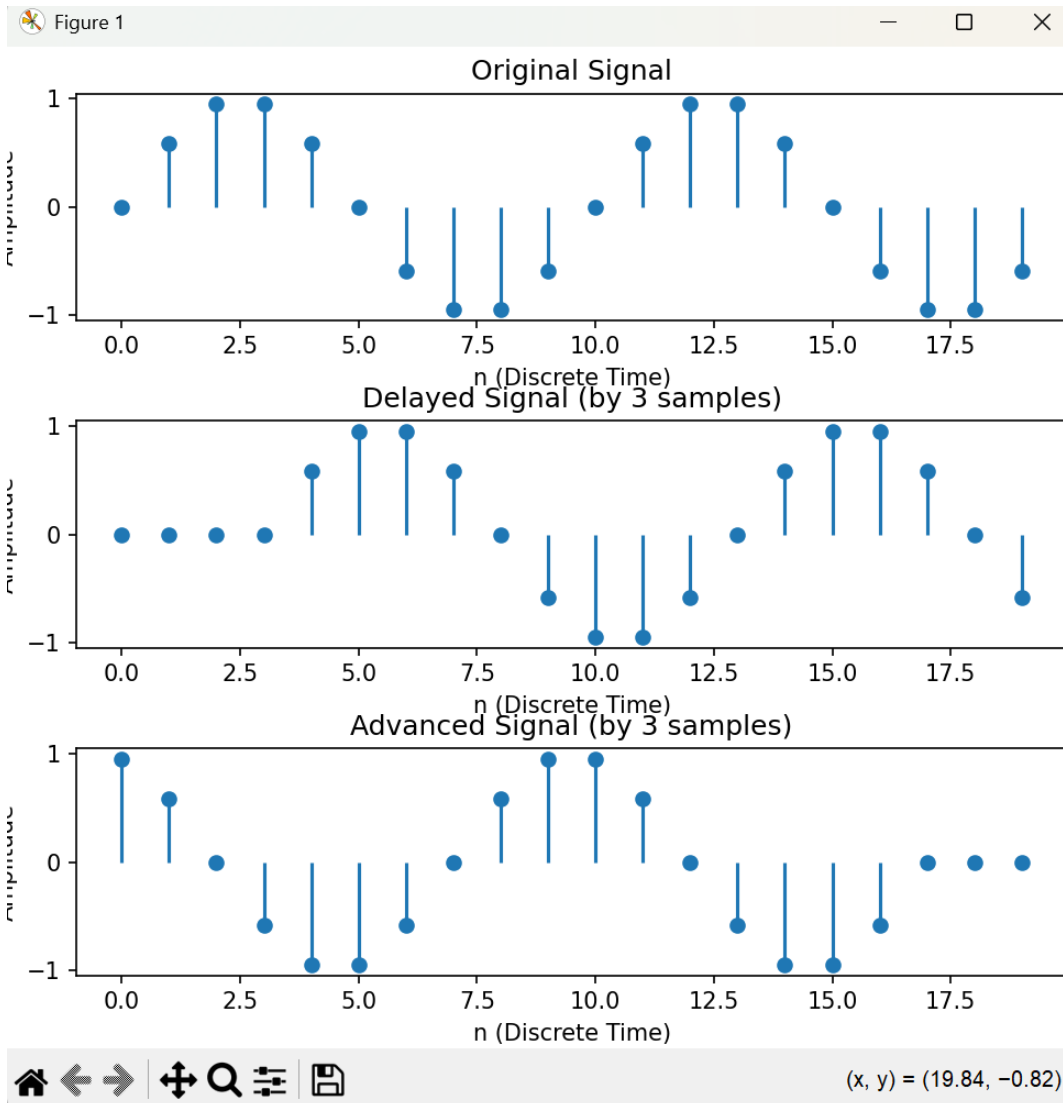 Figure 1
Original Signal
Amplitude
1
0
−1
0.0 2.5 5.0 7.5 10.0 12.5 15.0 17.5
n (Discrete Time)
Delayed Signal (by 3 samples)
Amplitude
1
0
−1
0.0 2.5 5.0 7.5 10.0 12.5 15.0 17.5
n (Discrete Time)
Advanced Signal (by 3 samples)
Amplitude
1
0
−1
0.0 2.5 5.0 7.5 10.0 12.5 15.0 17.5
n (Discrete Time)
(x, y) = (19.84, −0.82)